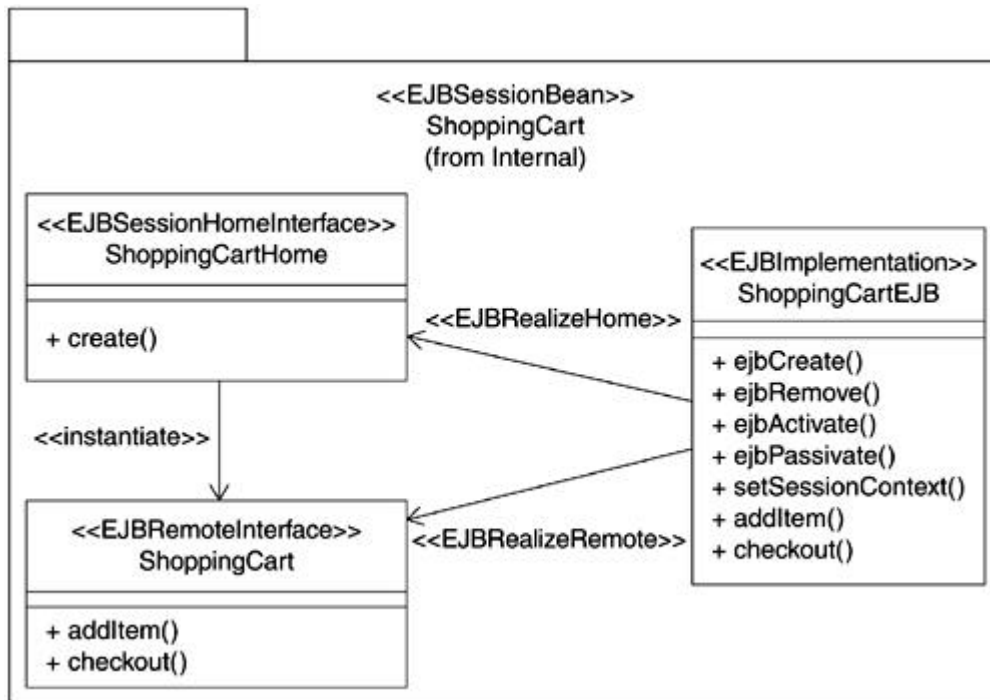 <<EJBSessionBean>>
ShoppingCart
(from Internal)
<<EJBSessionHomeInterface>>
ShoppingCartHome
+ create()
<<instantiate>>
<<EJBRemoteInterface>>
ShoppingCart
+ addItem()
+ checkout()
<<EJBRealizeHome>>
<<EJBRealizeRemote>>
<<EJBImplementation>>
ShoppingCartEJB
+ ejbCreate()
+ ejbRemove()
+ ejbActivate()
+ ejbPassivate()
+ setSessionContext()
+ addItem()
+ checkout()